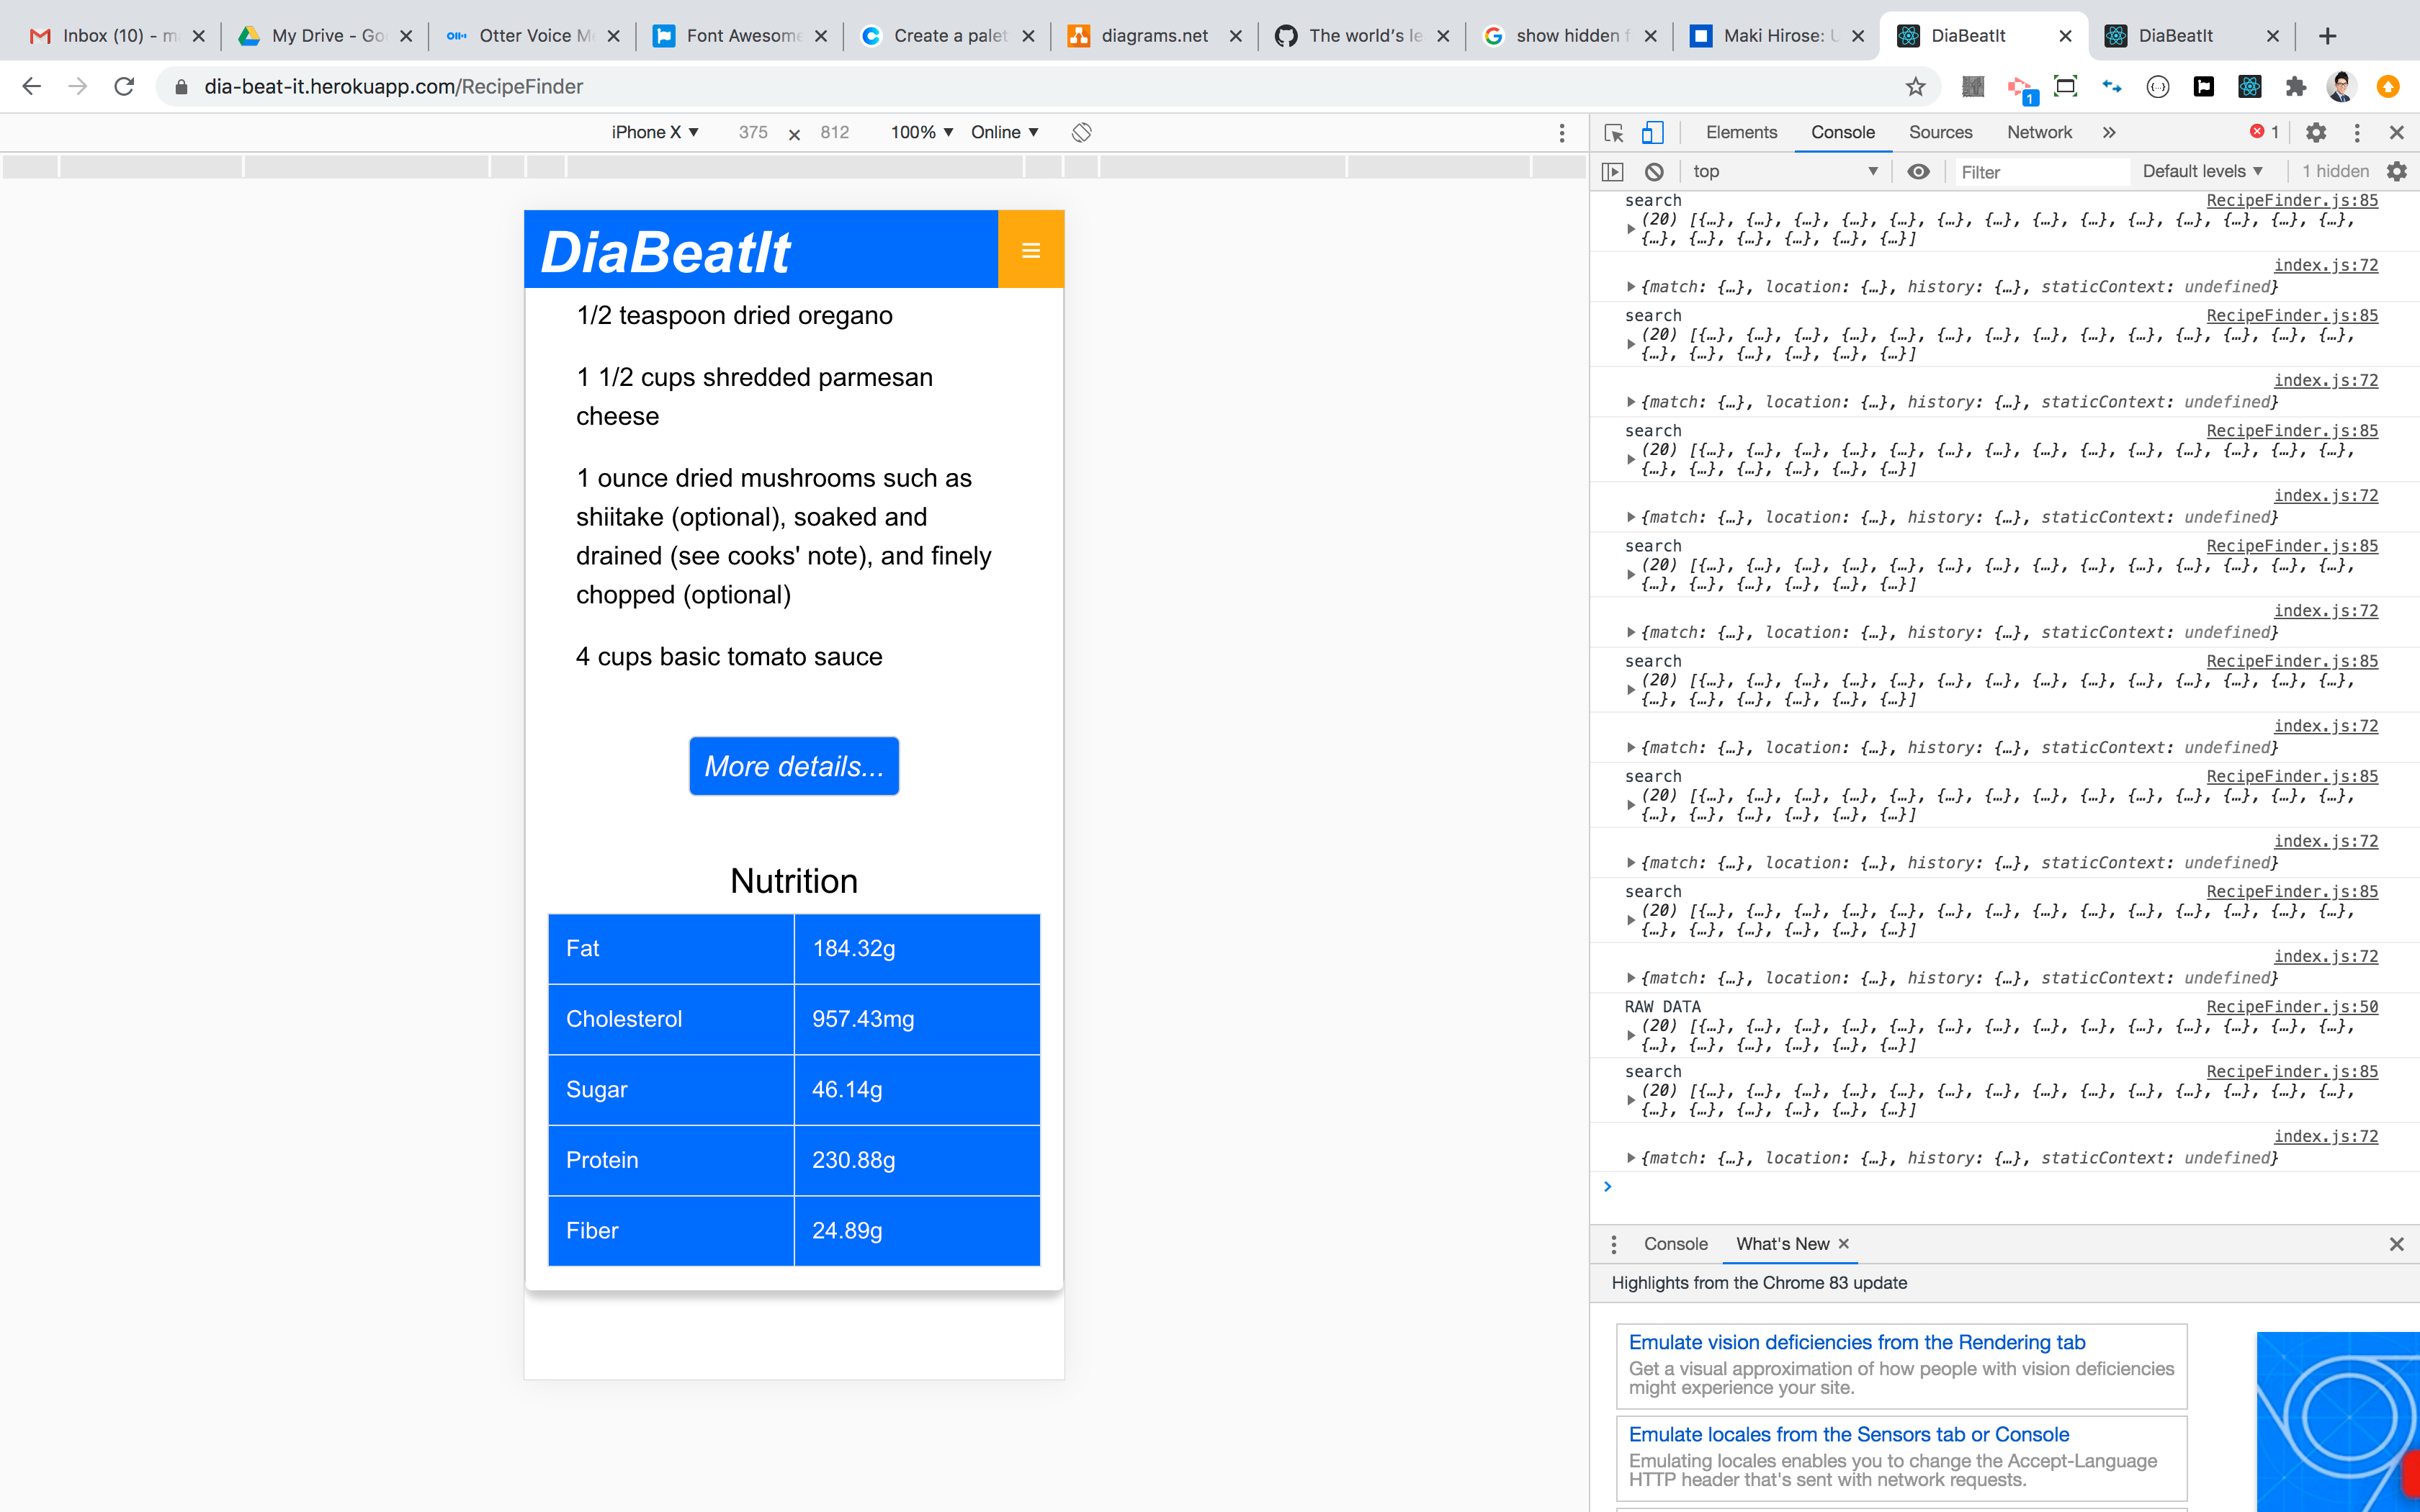 Inbox (10) - m
My Drive - Go
Otter Voice M
Font Awesome
Create a palet
diagrams.net
The world's le
show hidden f
Maki Hirose: U
DiaBeatIt
DiaBeatIt
dia-beat-it.herokuapp.com/RecipeFinder
1
iPhone X ▼ 375 × 812 100% ▼ Online ▼
DiaBeatIt
1/2 teaspoon dried oregano
1 1/2 cups shredded parmesan
cheese
1 ounce dried mushrooms such as
shiitake (optional), soaked and
drained (see cooks' note), and finely
chopped (optional)
4 cups basic tomato sauce
More details...
Nutrition
Fat 184.32g
Cholesterol 957.43mg
Sugar 46.14g
Protein 230.88g
Fiber 24.89g
Elements Console Sources Network » 1
top ▼ Filter Default levels ▼ 1 hidden
search RecipeFinder.js:85
(20) [{…}, {…}, {…}, {…}, {…}, {…}, {…}, {…}, {…}, {…}, {…}, {…}, {…}, {…},
{…}, {…}, {…}, {…}, {…}, {…}]
index.js:72
{match: {…}, location: {…}, history: {…}, staticContext: undefined}
search RecipeFinder.js:85
(20) [{…}, {…}, {…}, {…}, {…}, {…}, {…}, {…}, {…}, {…}, {…}, {…}, {…}, {…},
{…}, {…}, {…}, {…}, {…}, {…}]
index.js:72
{match: {…}, location: {…}, history: {…}, staticContext: undefined}
search RecipeFinder.js:85
(20) [{…}, {…}, {…}, {…}, {…}, {…}, {…}, {…}, {…}, {…}, {…}, {…}, {…}, {…},
{…}, {…}, {…}, {…}, {…}, {…}]
index.js:72
{match: {…}, location: {…}, history: {…}, staticContext: undefined}
search RecipeFinder.js:85
(20) [{…}, {…}, {…}, {…}, {…}, {…}, {…}, {…}, {…}, {…}, {…}, {…}, {…}, {…},
{…}, {…}, {…}, {…}, {…}, {…}]
index.js:72
{match: {…}, location: {…}, history: {…}, staticContext: undefined}
search RecipeFinder.js:85
(20) [{…}, {…}, {…}, {…}, {…}, {…}, {…}, {…}, {…}, {…}, {…}, {…}, {…}, {…},
{…}, {…}, {…}, {…}, {…}, {…}]
index.js:72
{match: {…}, location: {…}, history: {…}, staticContext: undefined}
search RecipeFinder.js:85
(20) [{…}, {…}, {…}, {…}, {…}, {…}, {…}, {…}, {…}, {…}, {…}, {…}, {…}, {…},
{…}, {…}, {…}, {…}, {…}, {…}]
index.js:72
{match: {…}, location: {…}, history: {…}, staticContext: undefined}
search RecipeFinder.js:85
(20) [{…}, {…}, {…}, {…}, {…}, {…}, {…}, {…}, {…}, {…}, {…}, {…}, {…}, {…},
{…}, {…}, {…}, {…}, {…}, {…}]
index.js:72
{match: {…}, location: {…}, history: {…}, staticContext: undefined}
RAW DATA RecipeFinder.js:50
(20) [{…}, {…}, {…}, {…}, {…}, {…}, {…}, {…}, {…}, {…}, {…}, {…}, {…}, {…},
{…}, {…}, {…}, {…}, {…}, {…}]
search RecipeFinder.js:85
(20) [{…}, {…}, {…}, {…}, {…}, {…}, {…}, {…}, {…}, {…}, {…}, {…}, {…}, {…},
{…}, {…}, {…}, {…}, {…}, {…}]
index.js:72
{match: {…}, location: {…}, history: {…}, staticContext: undefined}
Console What's New
Highlights from the Chrome 83 update
Emulate vision deficiencies from the Rendering tab
Get a visual approximation of how people with vision deficiencies
might experience your site.
Emulate locales from the Sensors tab or Console
Emulating locales enables you to change the Accept-Language
HTTP header that's sent with network requests.